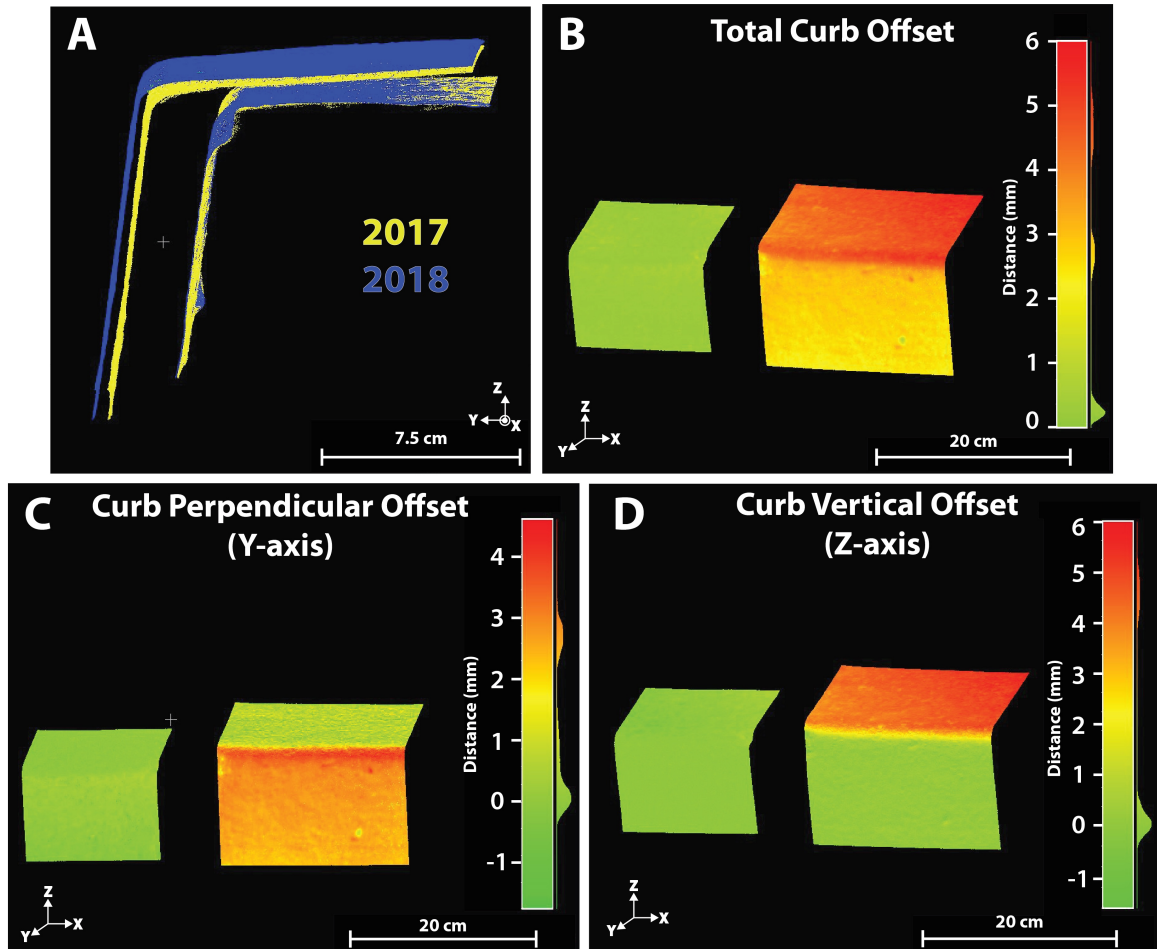 A
2017
2018
Z
Y
X
7.5 cm
B
Total Curb Offset
6
5
4
3
2
1
0
Distance (mm)
Z
Y
X
20 cm
C
Curb Perpendicular Offset
(Y-axis)
4
3
2
1
0
-1
Distance (mm)
Z
Y
X
20 cm
D
Curb Vertical Offset
(Z-axis)
6
5
4
3
2
1
0
-1
Distance (mm)
Z
Y
X
20 cm